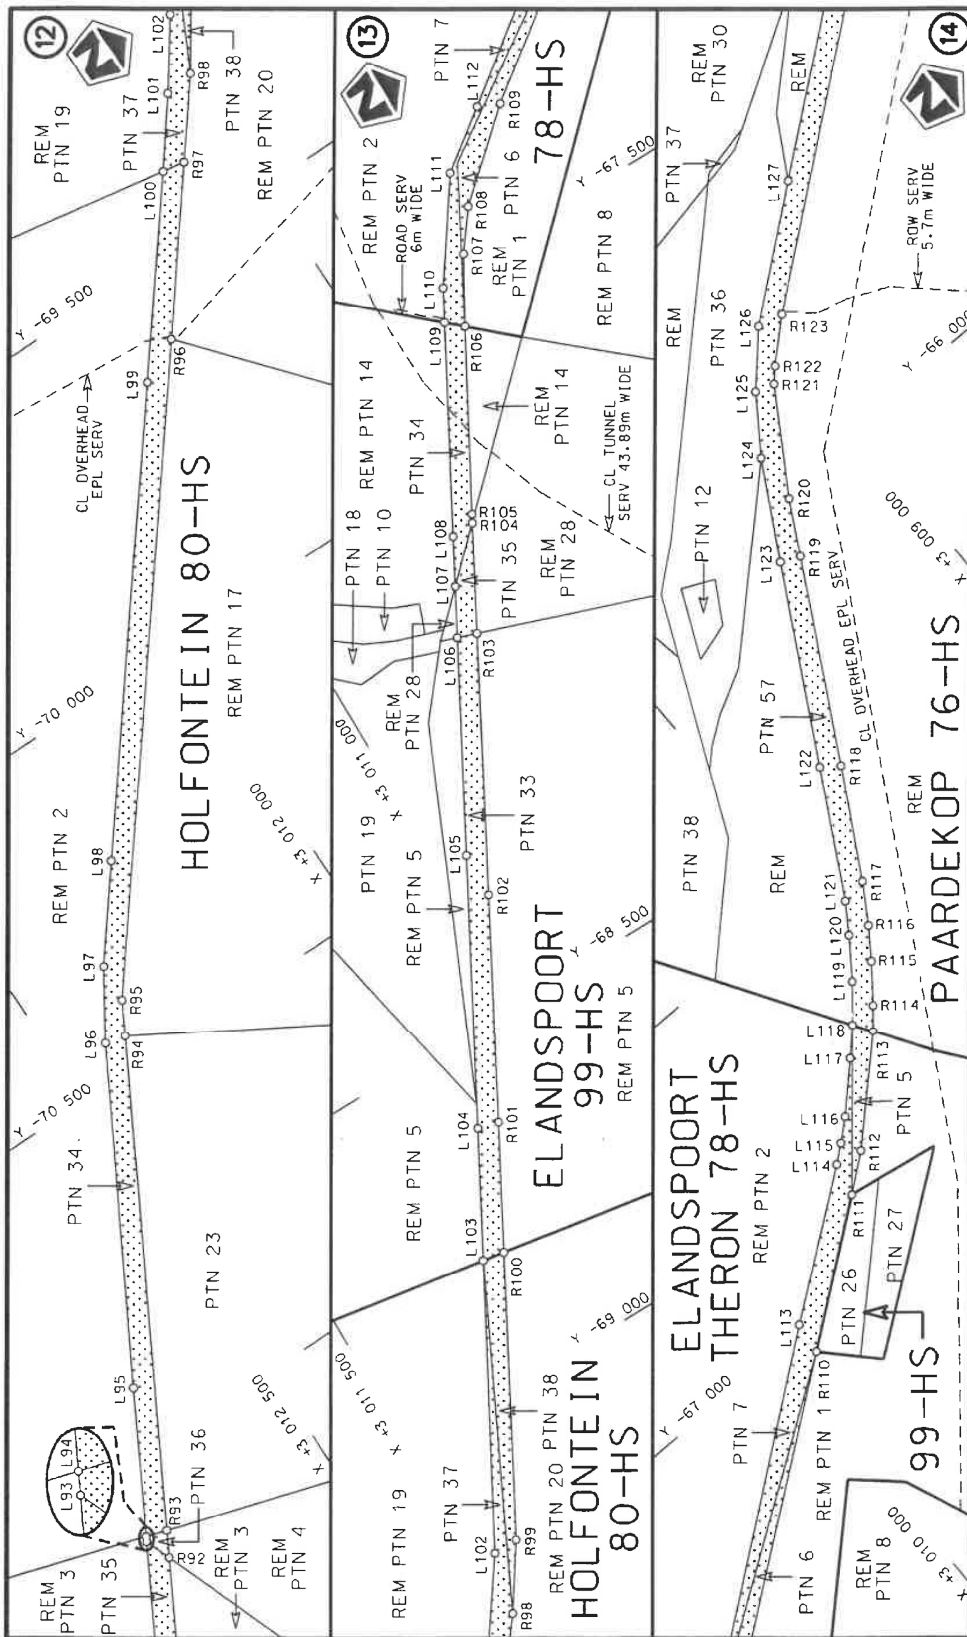 12
REM
PTN 19
PTN 37
L100
L101
L102
R98
PTN 38
R97
REM PTN 20
Y -69 500
CL OVERHEAD
EPL SERV
L99
R96
HOLFONTEIN 80-HS
REM PTN 17
Y -70 000
REM PTN 2
L98
X +3 012 000
L97
R95
L96
R94
Y -70 500
PTN 34
PTN 23
L95
X +3 012 500
L93
L94
R93
PTN 36
R92
REM
PTN 3
PTN 35
REM
PTN 3
REM
PTN 4
13
PTN 7
L112
R109
78-HS
REM PTN 2
L111
PTN 6
R108
Y -67 500
ROAD SERV
6m WIDE
R107
REM
PTN 1
REM PTN 8
L110
L109
R106
REM PTN 14
PTN 34
REM
PTN 14
CL TUNNEL
SERV 43.89m WIDE
PTN 18
PTN 10
L108
R105
R104
L107
PTN 35
REM
PTN 28
L106
R103
REM
PTN 28
X +3 011 000
PTN 19
REM PTN 5
L105
PTN 33
R102
ELANDSPOORT
99-HS
Y -68 500
REM PTN 5
REM PTN 5
L104
R101
L103
R100
Y -69 000
X +3 011 500
REM PTN 19
PTN 37
PTN 38
REM PTN 20
L102
R99
R98
HOLFONTEIN
80-HS
14
REM
PTN 30
REM
PTN 37
L127
ROW SERV
5.7m WIDE
REM
PTN 36
L126
R123
Y -66 000
R122
R121
L125
L124
PTN 12
R120
X +3 009 000
L123
R119
CL OVERHEAD EPL SERV
PTN 57
L122
R118
PTN 38
REM
L121
R117
L120
R116
L119
R115
R114
REM
PAARDEKOP 76-HS
L118
R113
L117
PTN 5
L116
L115
R112
L114
R111
ELANDSPOORT
THERON 78-HS
REM PTN 2
PTN 26
PTN 27
L113
R110
99-HS
Y -67 000
PTN 7
REM PTN 1
PTN 6
REM
PTN 8
X +3 010 000